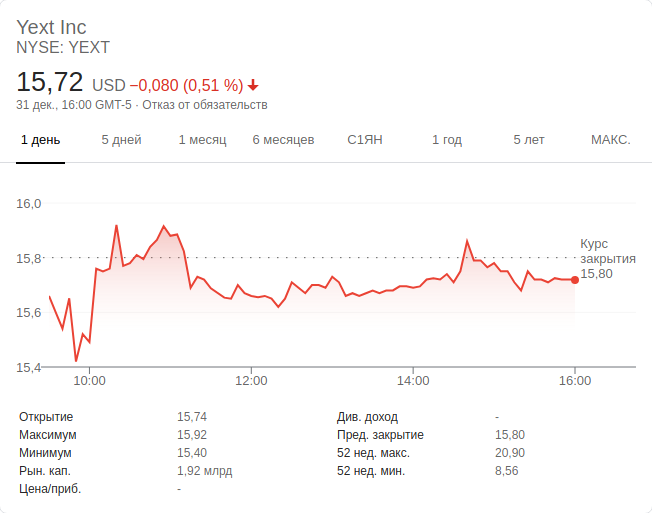 Yext Inc
NYSE: YEXT
15,72 USD −0,080 (0,51 %)
31 дек., 16:00 GMT-5 · Отказ от обязательств
1 день 5 дней 1 месяц 6 месяцев С1ЯН 1 год 5 лет МАКС.
16,0
15,8
15,6
15,4
Курс
закрытия
15,80
10:00 12:00 14:00 16:00
Открытие 15,74 Див. доход -
Максимум 15,92 Пред. закрытие 15,80
Минимум 15,40 52 нед. макс. 20,90
Рын. кап. 1,92 млрд 52 нед. мин. 8,56
Цена/приб. -